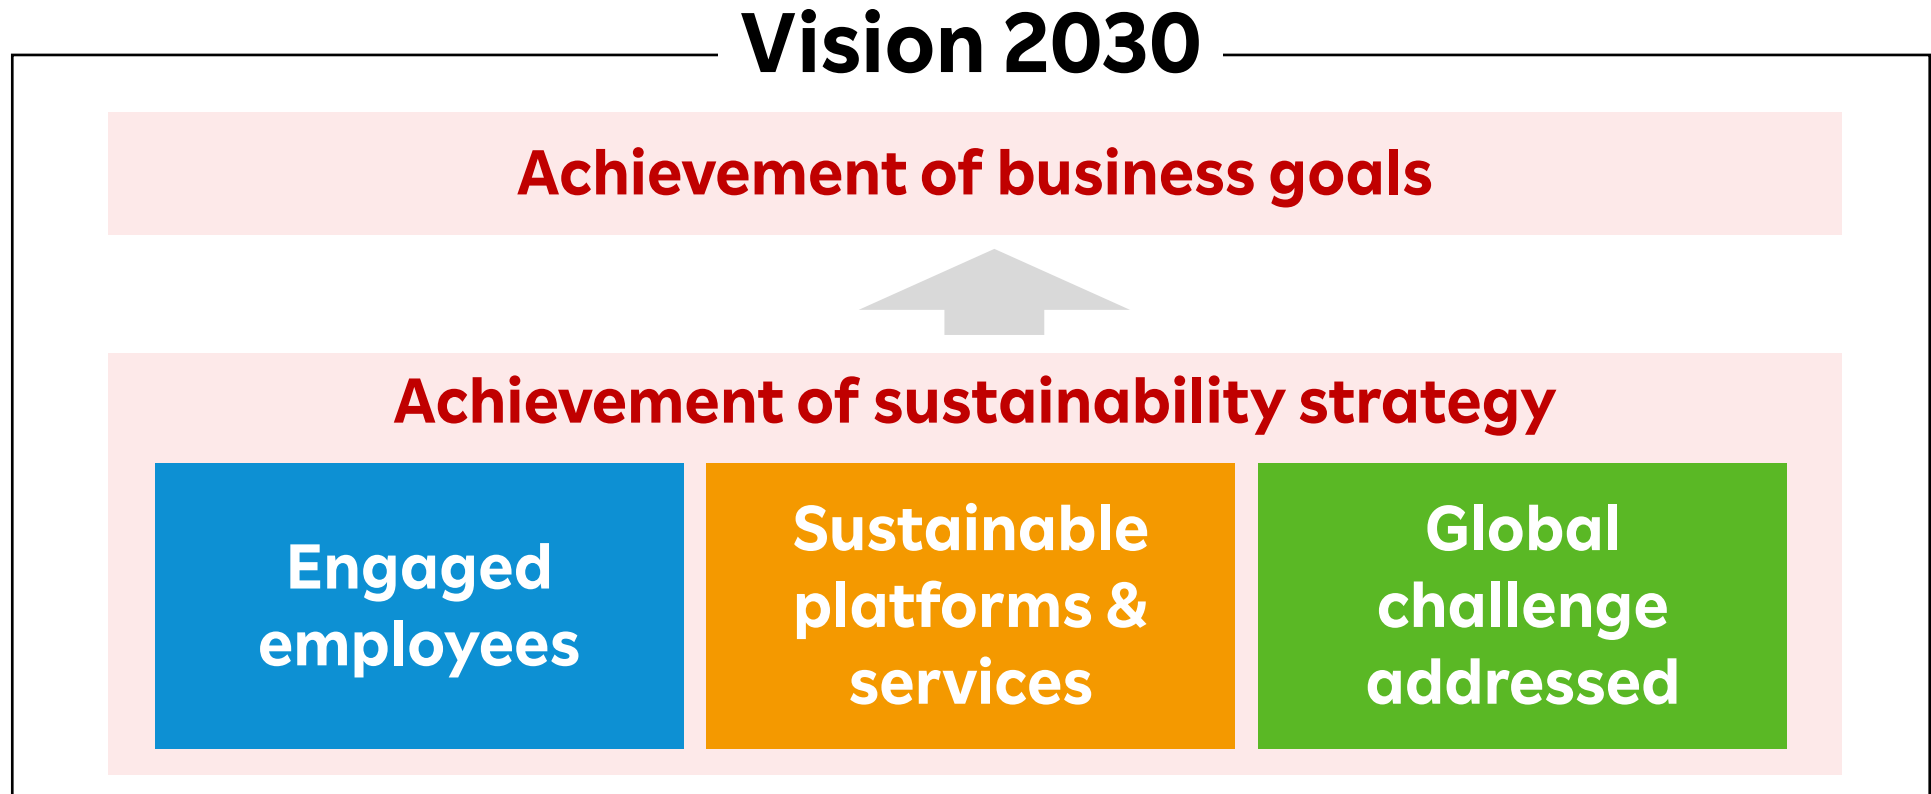 Vision 2030
Achievement of business goals
Achievement of sustainability strategy
Engaged
employees
Sustainable
platforms &
services
Global
challenge
addressed